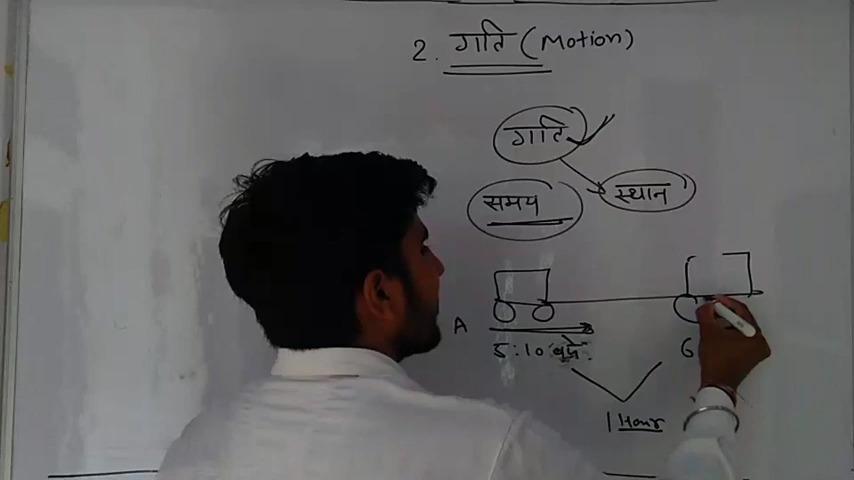 2. गति (Motion)
गति
समय स्थान
A
5:10 बजे. 6
1 Hour